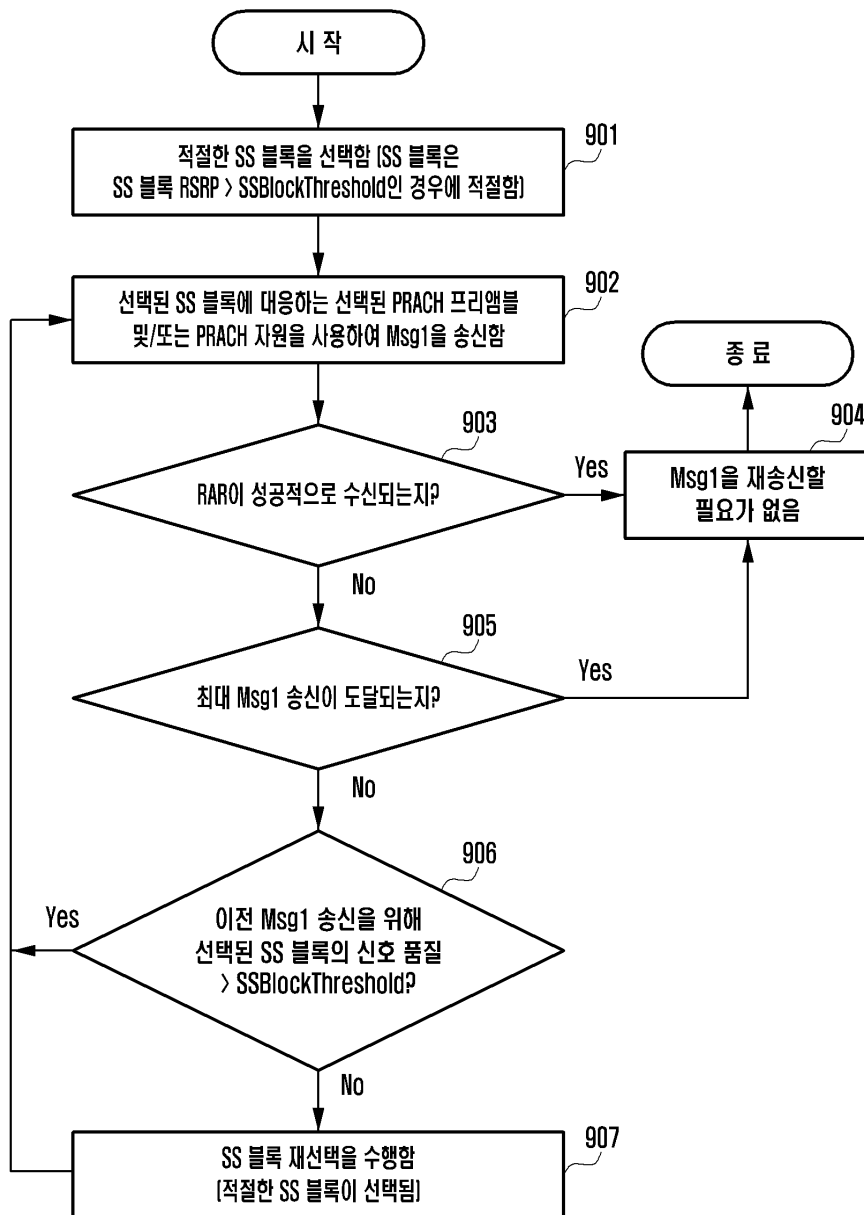 시 작
901
적절한 SS 블록을 선택함 (SS 블록은
SS 블록 RSRP > SSBlockThreshold인 경우에 적절함)
902
선택된 SS 블록에 대응하는 선택된 PRACH 프리앰블
및/또는 PRACH 자원을 사용하여 Msg1을 송신함
종 료
903
RAR이 성공적으로 수신되는지?
Yes
904
Msg1을 재송신할
필요가 없음
No
905
최대 Msg1 송신이 도달되는지?
Yes
No
906
이전 Msg1 송신을 위해
선택된 SS 블록의 신호 품질
> SSBlockThreshold?
Yes
No
907
SS 블록 재선택을 수행함
(적절한 SS 블록이 선택됨)